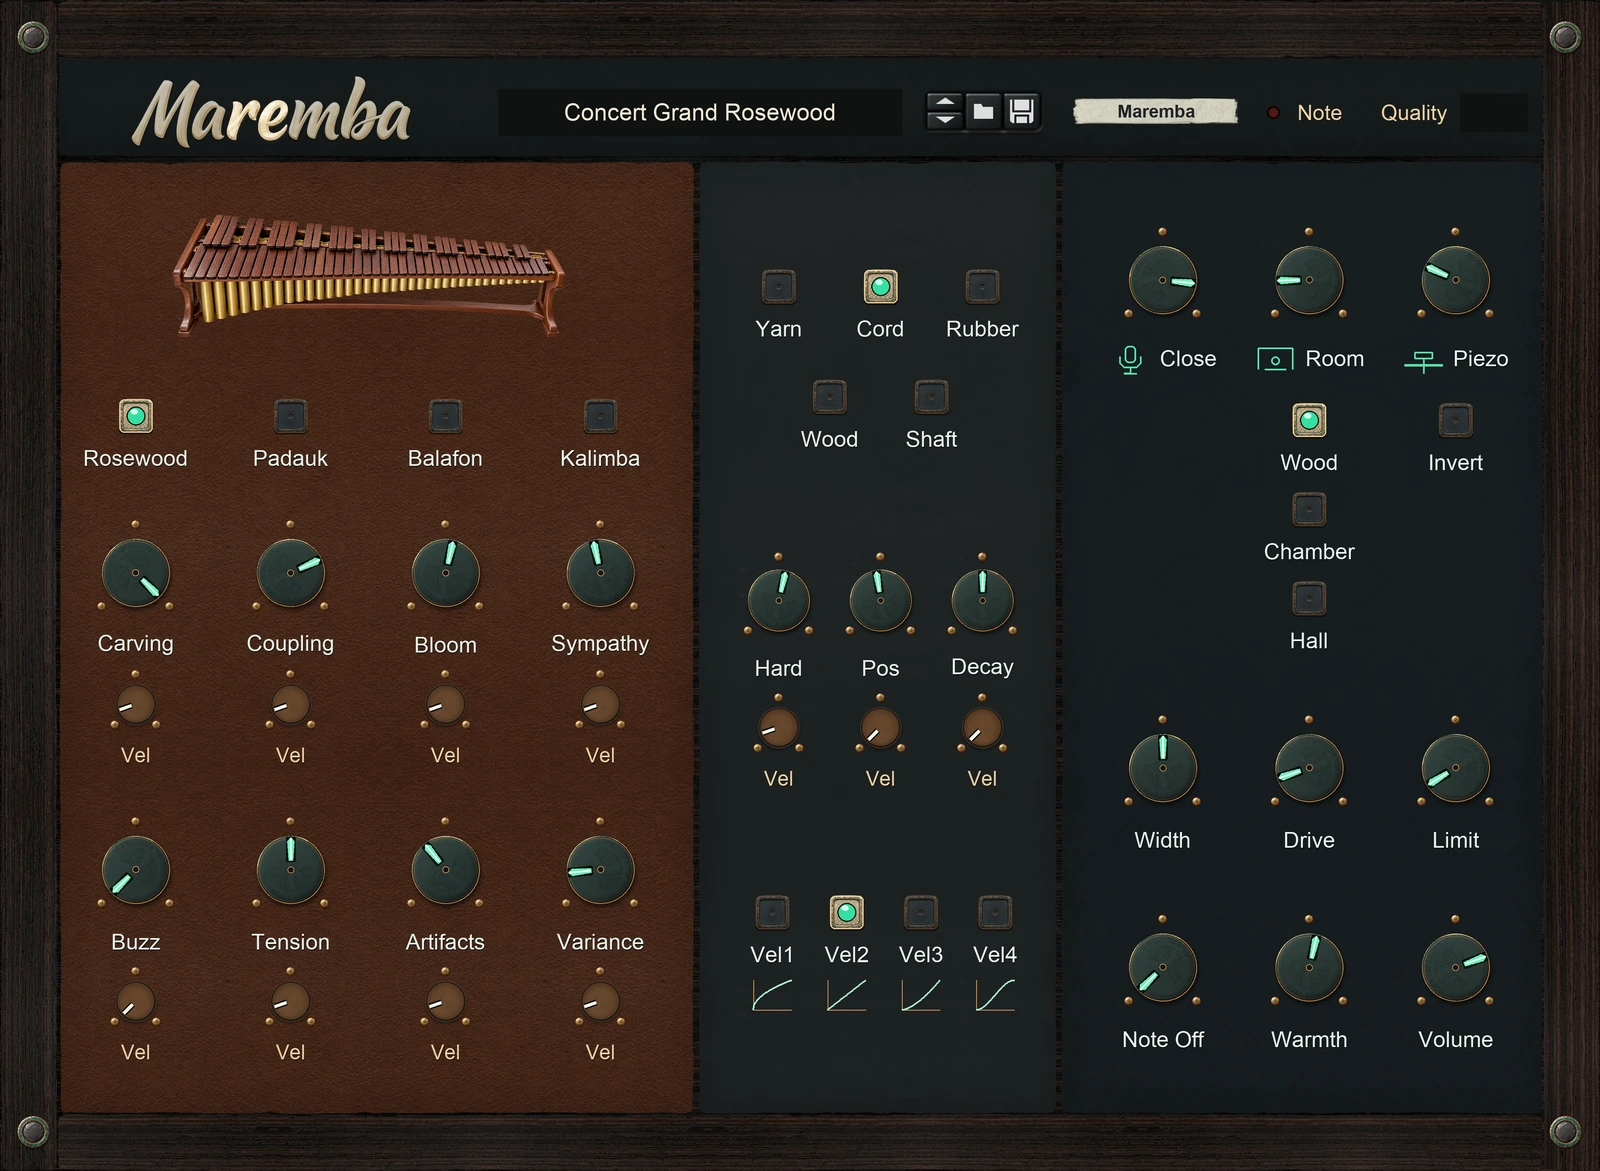 Maremba
Concert Grand Rosewood
Maremba
Note
Quality
Rosewood
Padauk
Balafon
Kalimba
Carving
Coupling
Bloom
Sympathy
Vel
Vel
Vel
Vel
Buzz
Tension
Artifacts
Variance
Vel
Vel
Vel
Vel
Yarn
Cord
Rubber
Wood
Shaft
Hard
Pos
Decay
Vel
Vel
Vel
Vel1
Vel2
Vel3
Vel4
Close
Room
Piezo
Wood
Invert
Chamber
Hall
Width
Drive
Limit
Note Off
Warmth
Volume